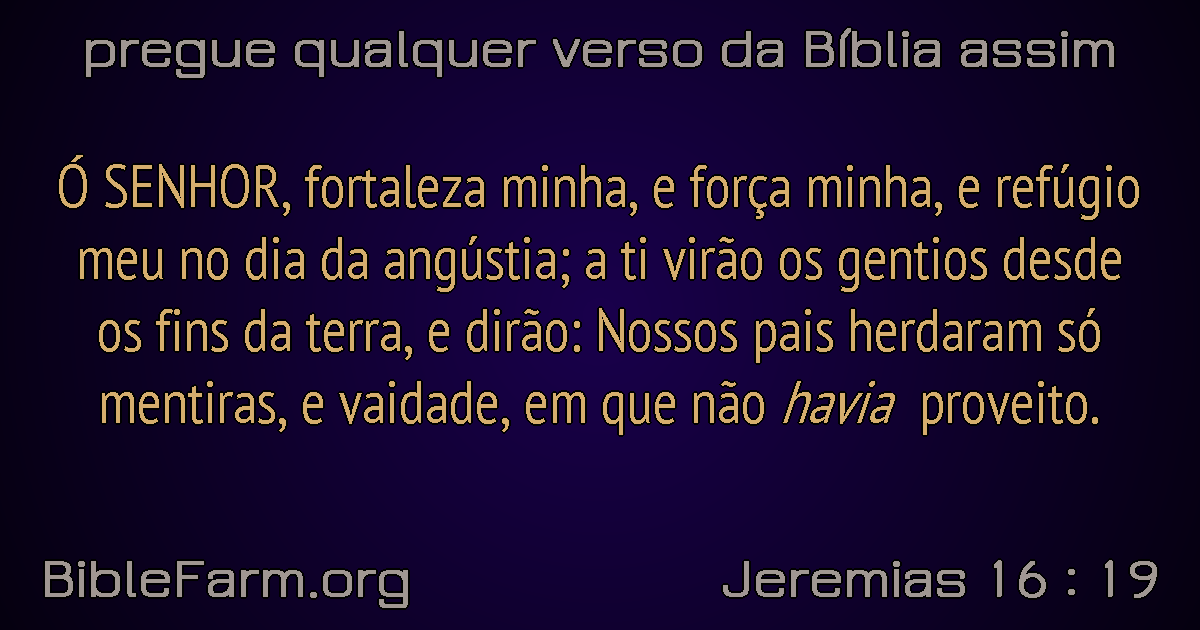 pregue qualquer verso da Bíblia assim
Ó SENHOR, fortaleza minha, e força minha, e refúgio
meu no dia da angústia; a ti virão os gentios desde
os fins da terra, e dirão: Nossos pais herdaram só
mentiras, e vaidade, em que não havia proveito.
BibleFarm.org
Jeremias 16 : 19